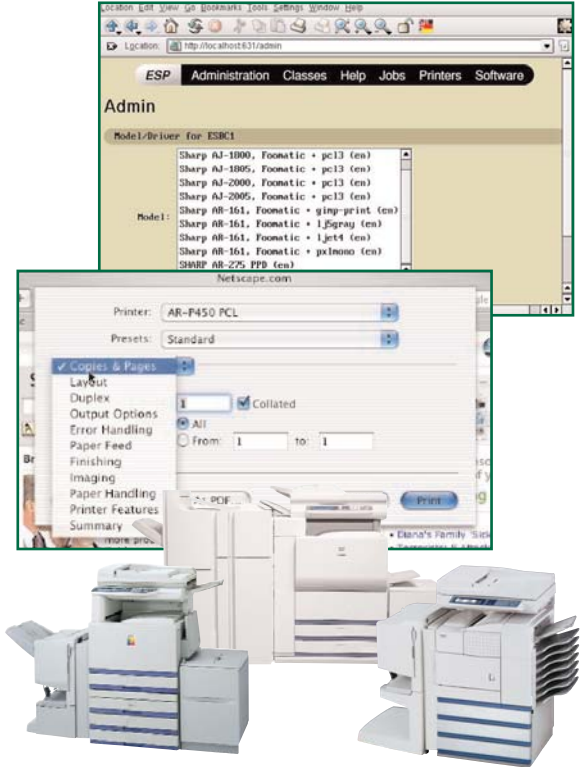 Location Edit View Go Bookmarks Tools Settings Window Help
Location: http://localhost:631/admin
ESP Administration Classes Help Jobs Printers Software
Admin
Model/Driver for ESBC1
Model:
Sharp AJ-1800, Foomatic + pcl3 (en)
Sharp AJ-1805, Foomatic + pcl3 (en)
Sharp AJ-2000, Foomatic + pcl3 (en)
Sharp AJ-2005, Foomatic + pcl3 (en)
Sharp AR-161, Foomatic + gimp-print (en)
Sharp AR-161, Foomatic + lj5gray (en)
Sharp AR-161, Foomatic + ljet4 (en)
Sharp AR-161, Foomatic + pxlmono (en)
SHARP AR-275 PPD (en)
Netscape.com
Printer: AR-P450 PCL
Presets: Standard
✓ Copies & Pages
Layout
Duplex
Output Options
Error Handling
Paper Feed
Finishing
Imaging
Paper Handling
Printer Features
Summary
1 Collated
All
From: 1 to: 1
PDF
Print
Diana's Family